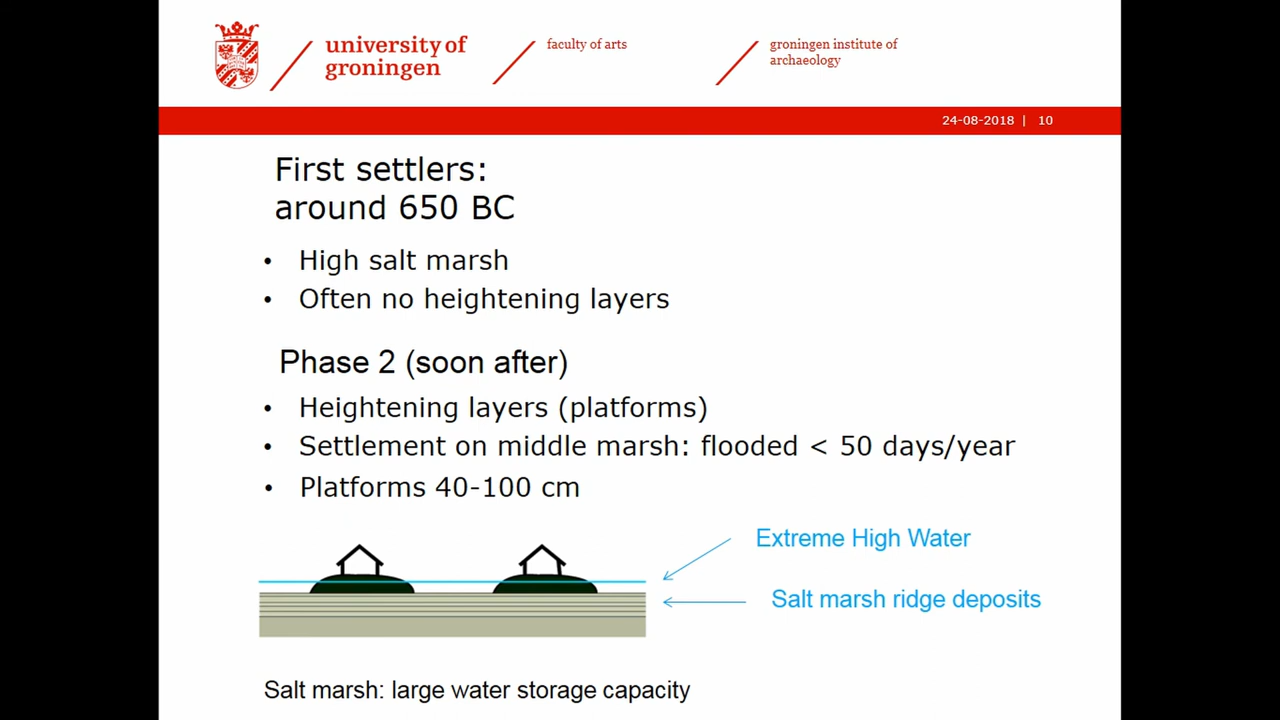 university of
groningen
faculty of arts
groningen institute of
archaeology
24-08-2018 | 10
First settlers:
around 650 BC
• High salt marsh
• Often no heightening layers
Phase 2 (soon after)
• Heightening layers (platforms)
• Settlement on middle marsh: flooded < 50 days/year
• Platforms 40-100 cm
Extreme High Water
Salt marsh ridge deposits
Salt marsh: large water storage capacity